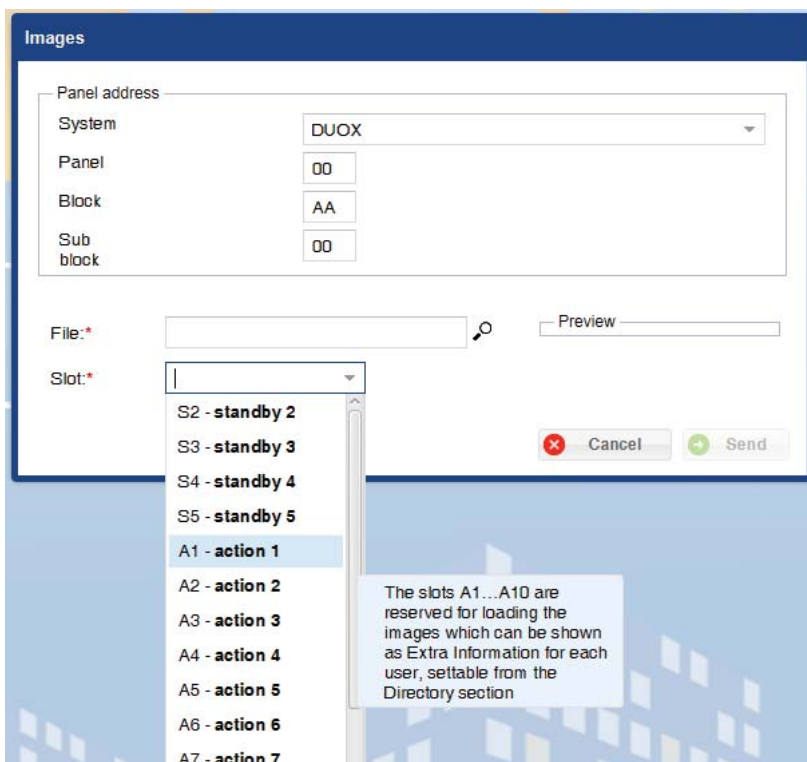 Images
Panel address
System
DUOX
Panel
00
Block
AA
Sub
block
00
File:*
Preview
Slot:*
S2 - standby 2
S3 - standby 3
S4 - standby 4
S5 - standby 5
A1 - action 1
A2 - action 2
A3 - action 3
A4 - action 4
A5 - action 5
A6 - action 6
A7 - action 7
Cancel
Send
The slots A1...A10 are
reserved for loading the
images which can be shown
as Extra Information for each
user, settable from the
Directory section